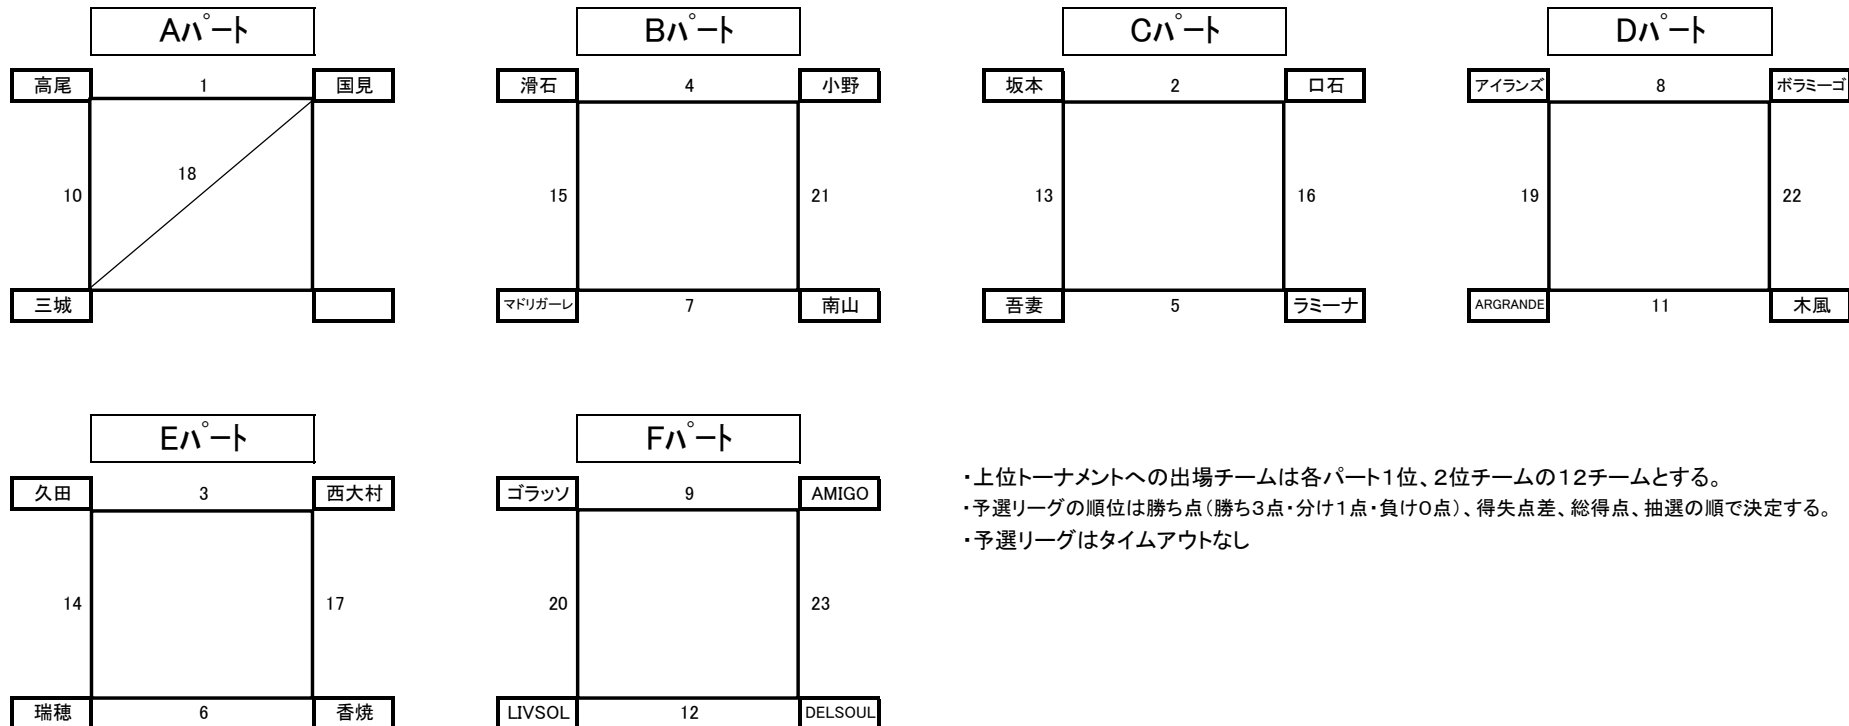 Aパート Bパート Cパート Dパート
高尾 1 国見 滑石 4 小野 坂本 2 口石 アイランズ 8 ボラミーゴ
18
10 15 21 13 16 19 22
三城 マドリガーレ 7 南山 吾妻 5 ラミーナ ARGRANDE 11 木風
Eパート Fパート
久田 3 西大村 ゴラッソ 9 AMIGO
・上位トーナメントへの出場チームは各パート1位、2位チームの12チームとする。
・予選リーグの順位は勝ち点(勝ち3点・分け1点・負け0点)、得失点差、総得点、抽選の順で決定する。
・予選リーグはタイムアウトなし
14 17 20 23
瑞穂 6 香焼 LIVSOL 12 DELSOUL